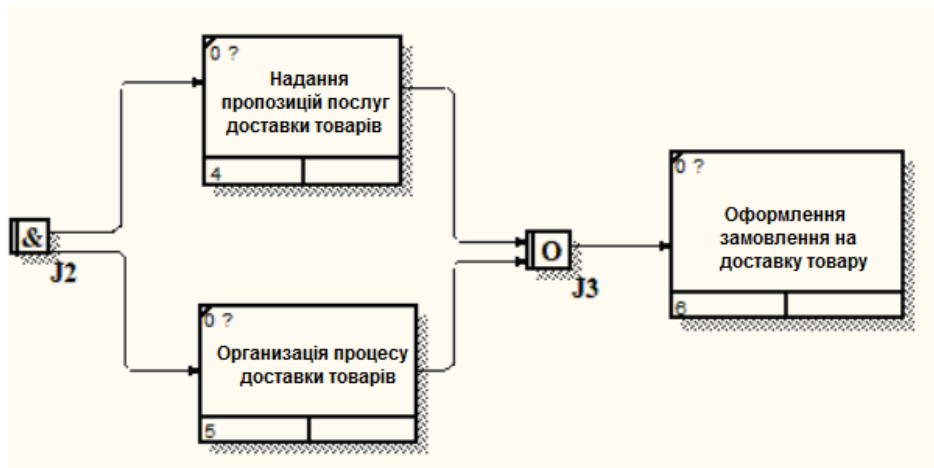 0 ?
Надання
пропозицій послуг
доставки товарів
4
&
J2
0 ?
Организація процесу
доставки товарів
5
O
J3
0 ?
Оформлення
замовлення на
доставку товару
6